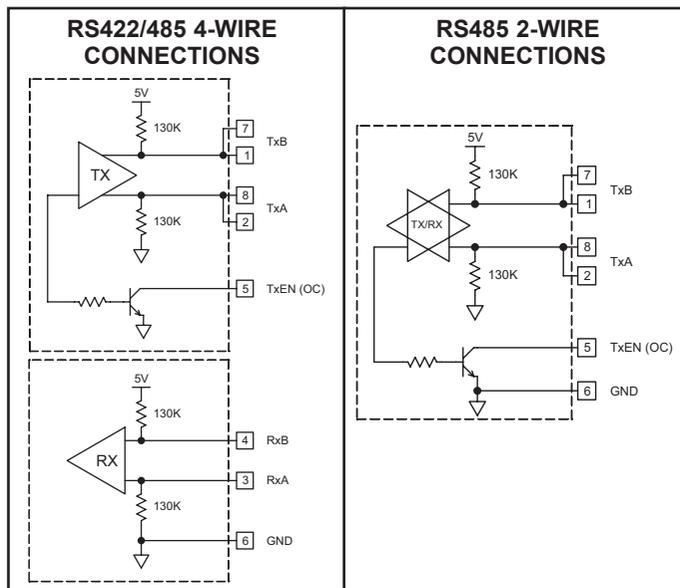 RS422/485 4-WIRE
CONNECTIONS
5V
130K
7
TxB
1
TX
8
TxA
130K
2
5
TxEN (OC)
5V
130K
4
RxB
RX
3
RxA
130K
6
GND
RS485 2-WIRE
CONNECTIONS
5V
130K
7
TxB
1
TX/RX
8
TxA
130K
2
5
TxEN (OC)
6
GND